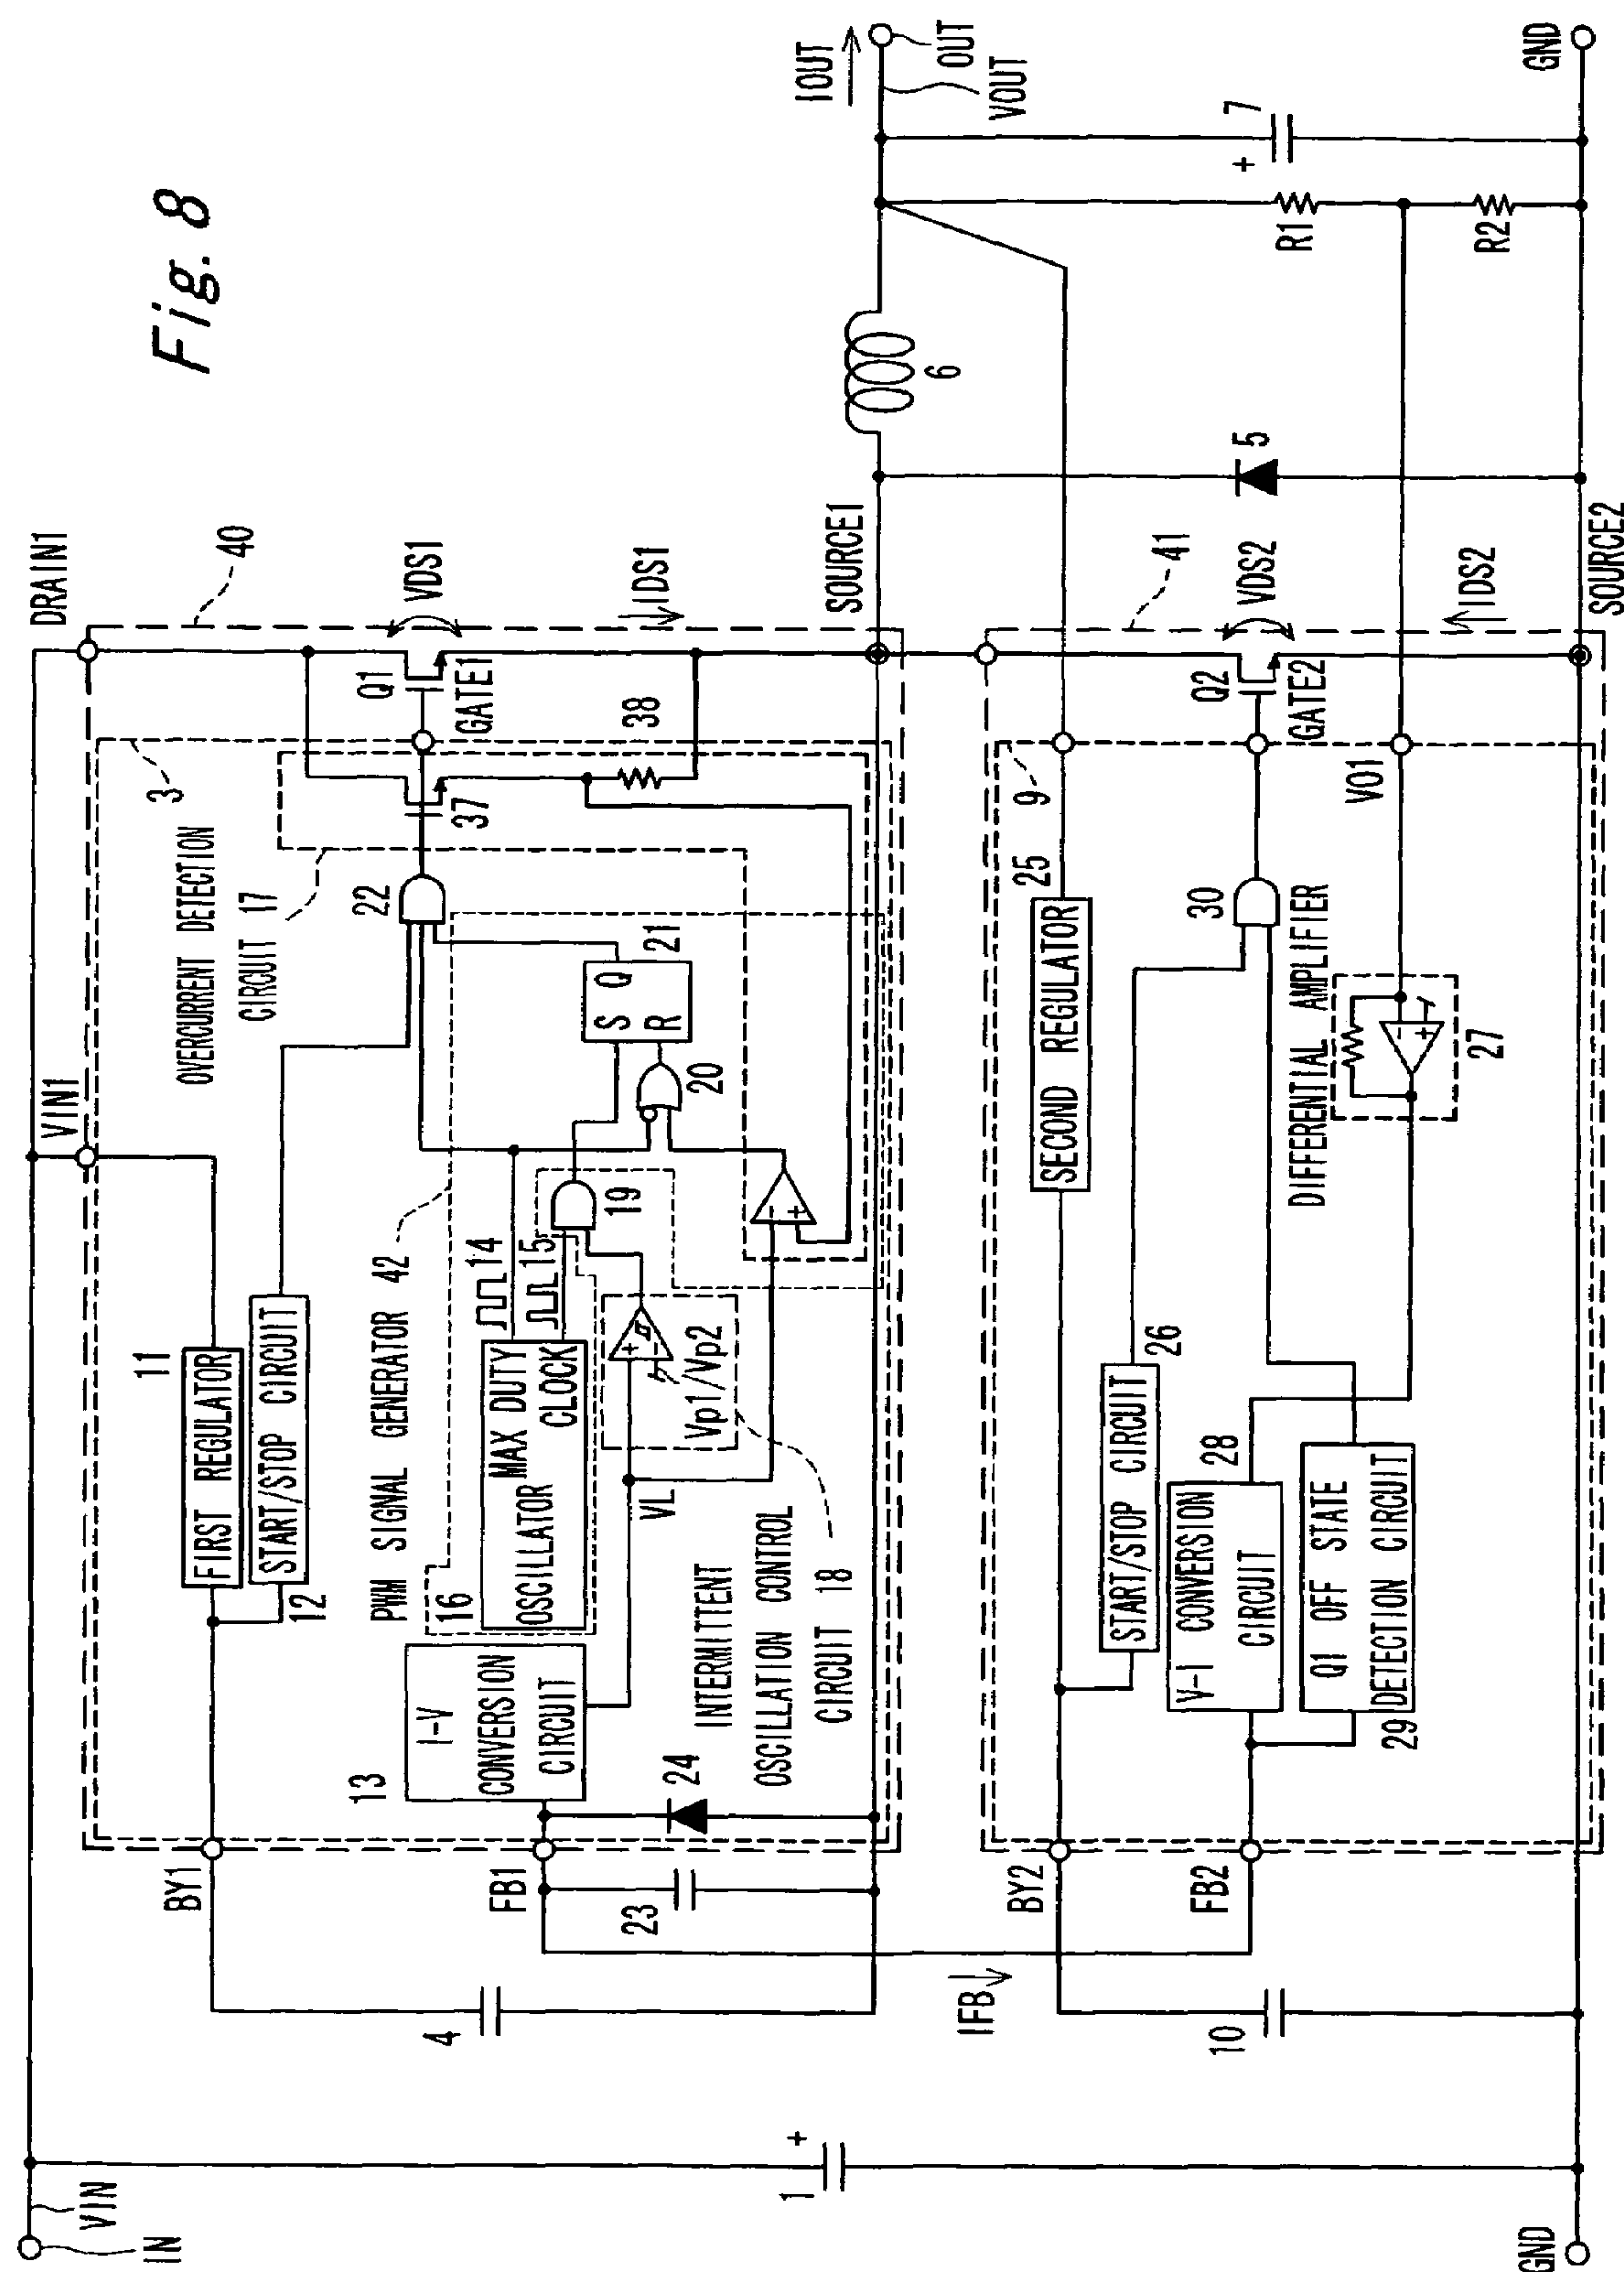 Fig. 8
IN
VIN
VIN1
DRAIN1
40
3
BY1
FIRST REGULATOR
11
START/STOP CIRCUIT
12
OVERCURRENT DETECTION
CIRCUIT 17
PWM SIGNAL GENERATOR 42
22
Q1
GATE1
VDS1
37
38
IDS1
13
I-V
CONVERSION
CIRCUIT
16
MAX DUTY
OSCILLATOR
CLOCK
14
15
19
S Q
R
21
20
FB1
VL
+
-
Vp1/Vp2
-
+
INTERMITTENT
OSCILLATION CONTROL
CIRCUIT 18
24
23
4
SOURCE1
6
IOUT
OUT
VOUT
1
+
IFB
BY2
SECOND REGULATOR
25
9
41
START/STOP CIRCUIT
26
30
Q2
GATE2
VDS2
5
7
+
FB2
V-I CONVERSION
CIRCUIT
28
Q1 OFF STATE
DETECTION CIRCUIT
29
DIFFERENTIAL AMPLIFIER
-
+
27
VO1
IDS2
R1
R2
10
GND
SOURCE2
GND